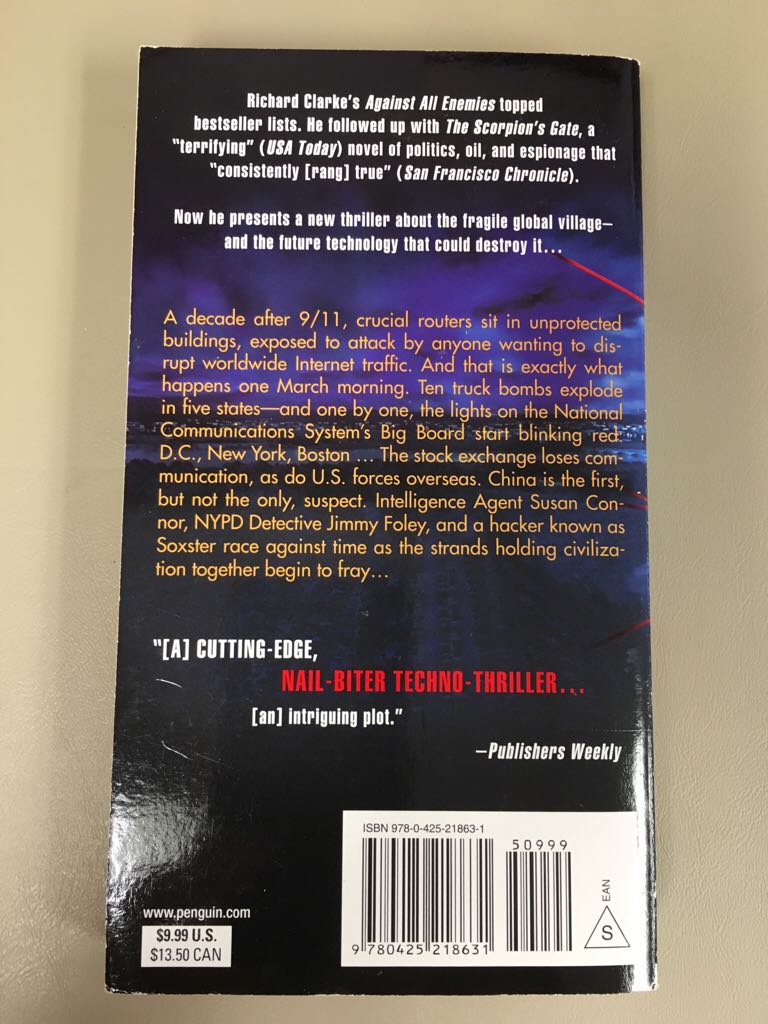 Richard Clarke's Against All Enemies topped
bestseller lists. He followed up with The Scorpion's Gate, a
"terrifying" (USA Today) novel of politics, oil, and espionage that
"consistently [rang] true" (San Francisco Chronicle).
Now he presents a new thriller about the fragile global village—
and the future technology that could destroy it...
A decade after 9/11, crucial routers sit in unprotected
buildings, exposed to attack by anyone wanting to dis-
rupt worldwide Internet traffic. And that is exactly what
happens one March morning. Ten truck bombs explode
in five states—and one by one, the lights on the National
Communications System's Big Board start blinking red:
D.C., New York, Boston ... The stock exchange loses com-
munication, as do U.S. forces overseas. China is the first,
but not the only, suspect. Intelligence Agent Susan Con-
nor, NYPD Detective Jimmy Foley, and a hacker known as
Soxster race against time as the strands holding civiliza-
tion together begin to fray...
"[A] CUTTING-EDGE,
NAIL-BITER TECHNO-THRILLER...
[an] intriguing plot."
—Publishers Weekly
ISBN 978-0-425-21863-1
50999
9 780425 218631
EAN
S
www.penguin.com
$9.99 U.S.
$13.50 CAN